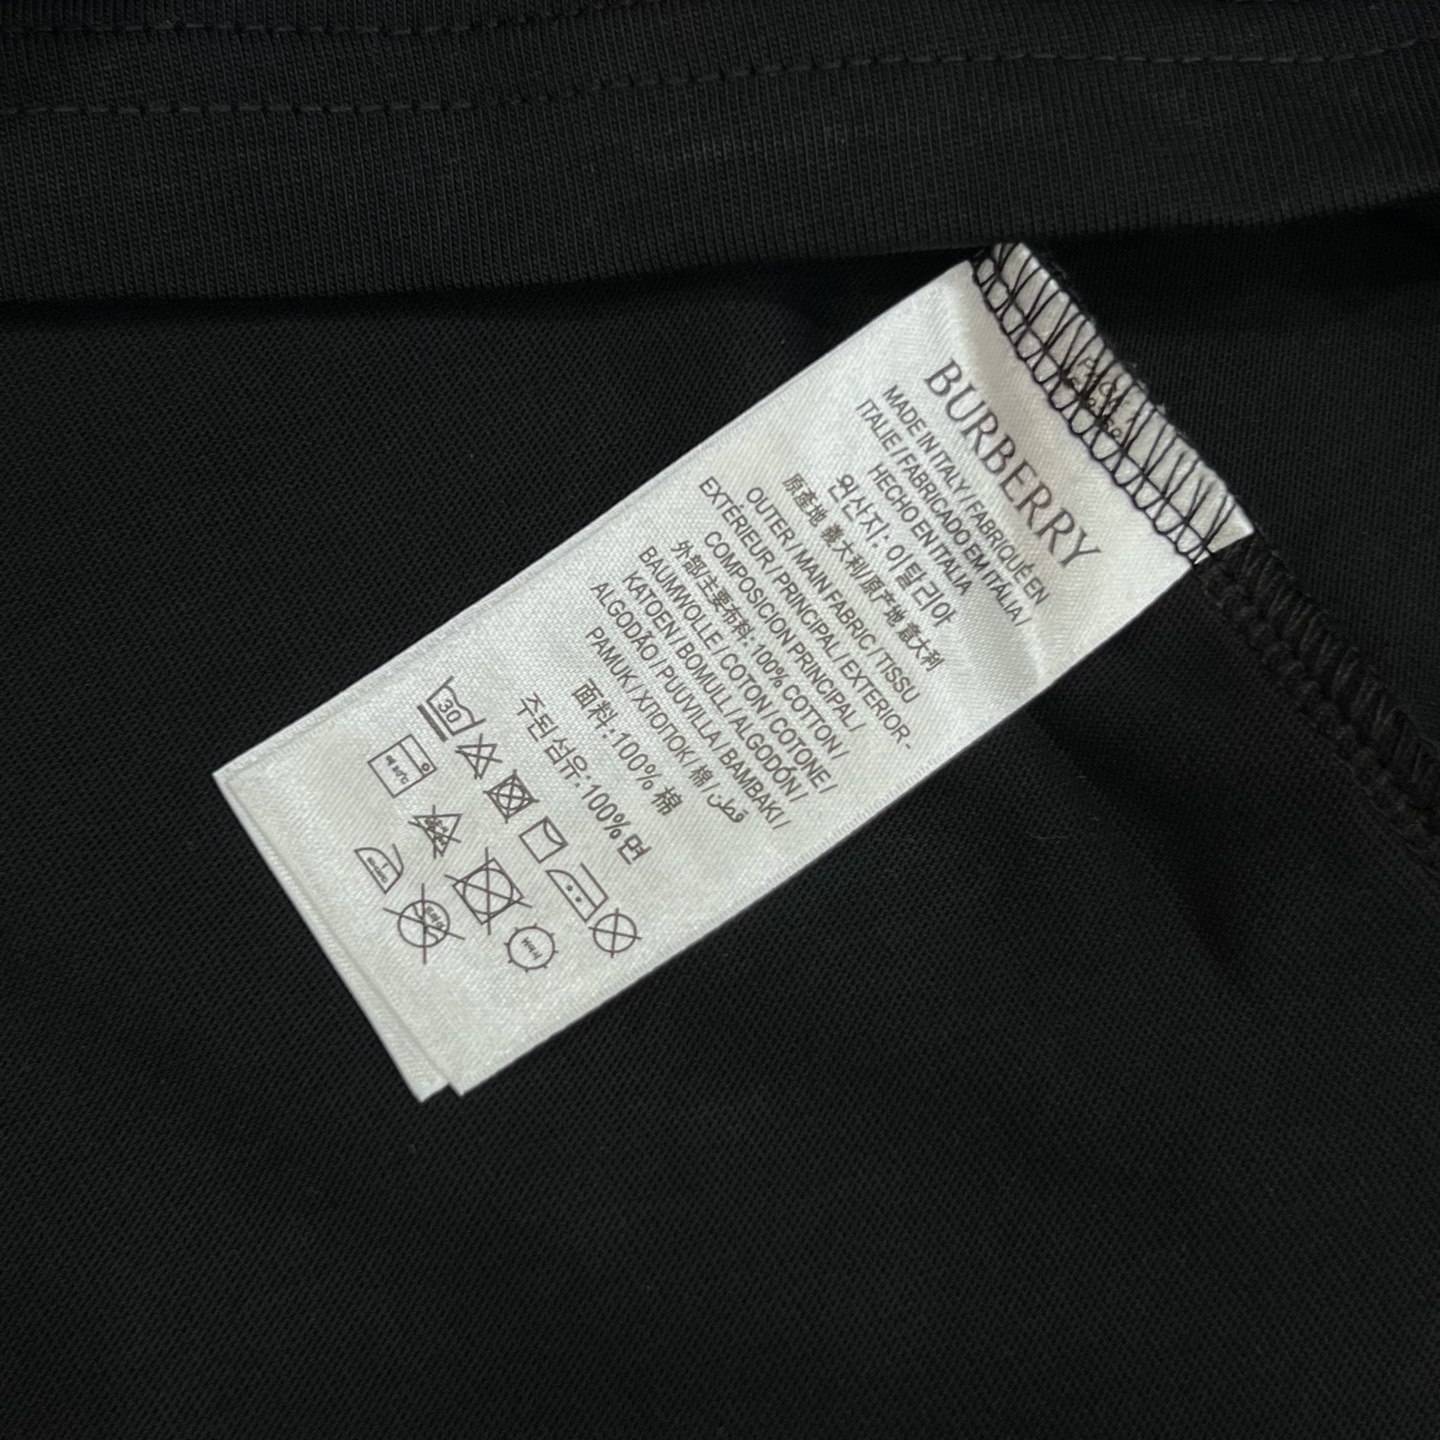 BURBERRY
MADE IN ITALY / FABRIQUÉ EN
ITALIE / FABRICADO EM ITÁLIA /
HECHO EN ITALIA
원산지: 이탈리아
原產地 義大利/原产地 意大利
OUTER / MAIN FABRIC / TISSU
EXTÉRIEUR / PRINCIPAL / EXTERIOR -
COMPOSICION PRINCIPAL /
外部主要布料: 100% COTTON /
BAUMWOLLE / COTON / COTONE /
KATOEN / BOMULL / ALGODÓN /
ALGODÃO / PUUVILLA / BAMBAKI /
PAMUK / ХЛОПОК / 棉 / قطن
面料: 100% 棉
주된 섬유: 100% 면
30